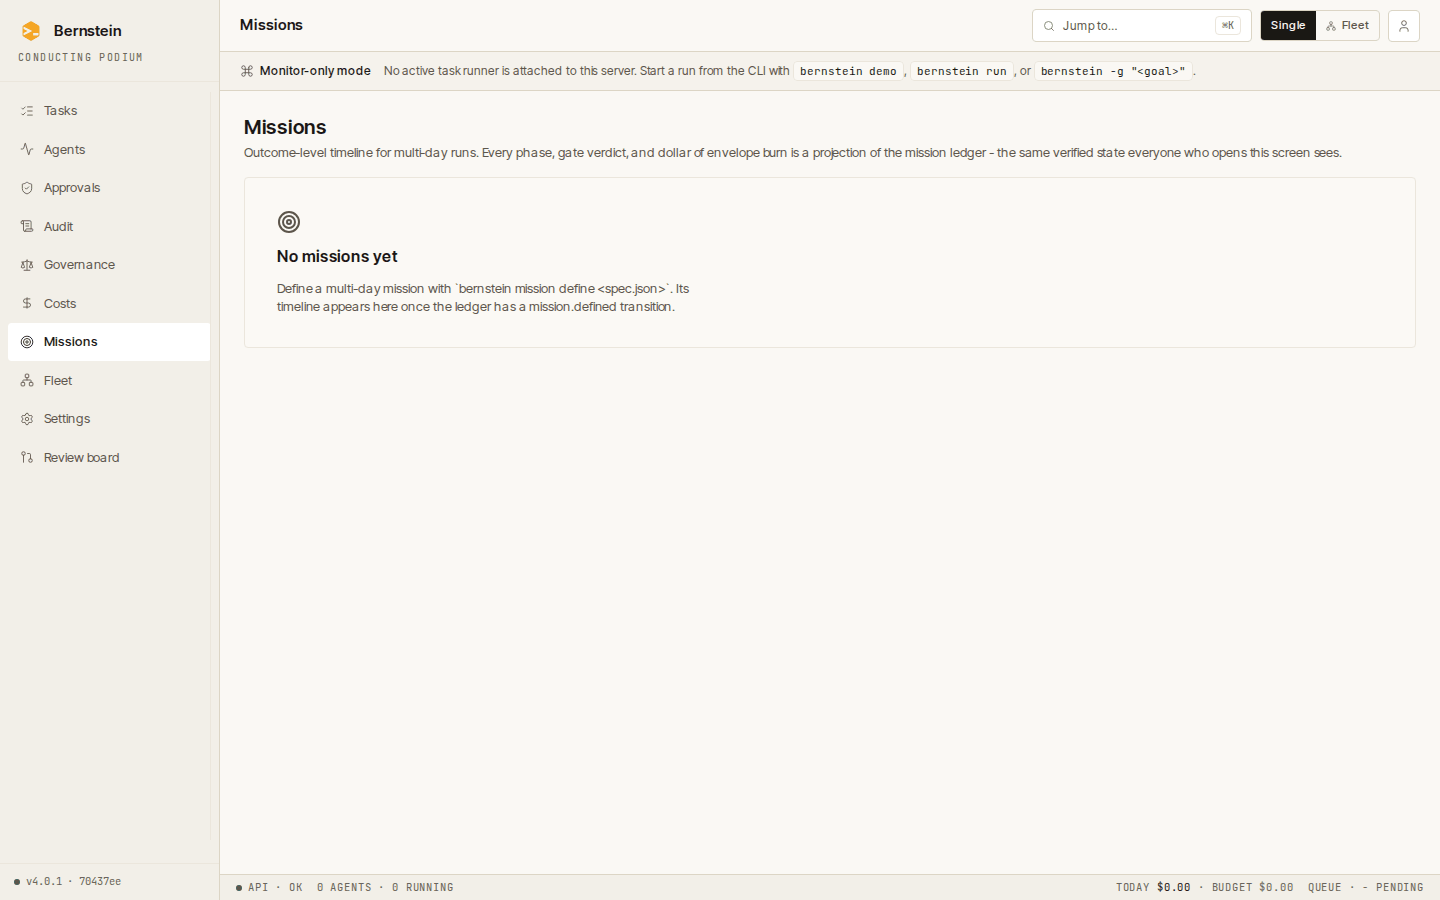 Bernstein
CONDUCTING PODIUM
Tasks
Agents
Approvals
Audit
Governance
Costs
Missions
Fleet
Settings
Review board
v4.0.1 · 70437ee
Missions
Jump to...
⌘K
Single
Fleet
Monitor-only mode No active task runner is attached to this server. Start a run from the CLI with bernstein demo, bernstein run, or bernstein -g "<goal>".
Missions
Outcome-level timeline for multi-day runs. Every phase, gate verdict, and dollar of envelope burn is a projection of the mission ledger - the same verified state everyone who opens this screen sees.
No missions yet
Define a multi-day mission with `bernstein mission define <spec.json>`. Its
timeline appears here once the ledger has a mission.defined transition.
API · OK 0 AGENTS · 0 RUNNING
TODAY $0.00 · BUDGET $0.00 QUEUE · - PENDING